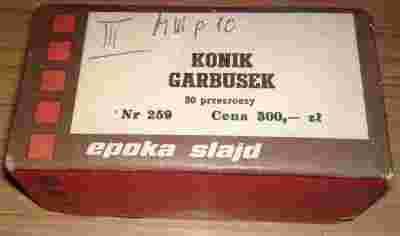 III
KONIK
GARBUSEK
30 przezroczy
Nr 259 Cena 300,— zł
epoka slajd